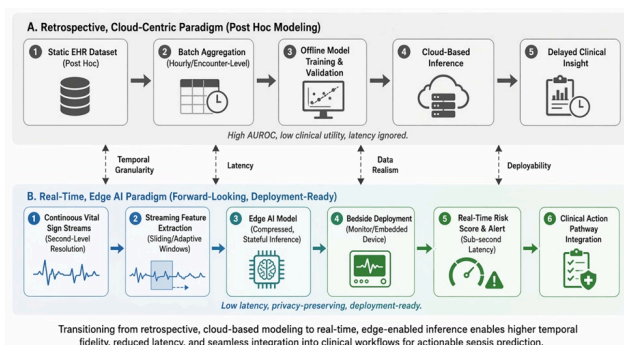 A. Retrospective, Cloud-Centric Paradigm (Post Hoc Modeling)
1 Static EHR Dataset
(Post Hoc)
2 Batch Aggregation
(Hourly/Encounter-Level)
3 Offline Model
Training &
Validation
4 Cloud-Based
Inference
5 Delayed Clinical
Insight
High AUROC, low clinical utility, latency ignored.
Temporal
Granularity
Latency
Data
Realism
Deployability
B. Real-Time, Edge AI Paradigm (Forward-Looking, Deployment-Ready)
1 Continuous Vital
Sign Streams
(Second-Level
Resolution)
2 Streaming Feature
Extraction
(Sliding/Adaptive
Windows)
3 Edge AI Model
(Compressed,
Stateful Inference)
4 Bedside Deployment
(Monitor/Embedded
Device)
5 Real-Time Risk
Score & Alert
(Sub-second
Latency)
6 Clinical Action
Pathway
Integration
Low latency, privacy-preserving, deployment-ready.
Transitioning from retrospective, cloud-based modeling to real-time, edge-enabled inference enables higher temporal
fidelity, reduced latency, and seamless integration into clinical workflows for actionable sepsis prediction.